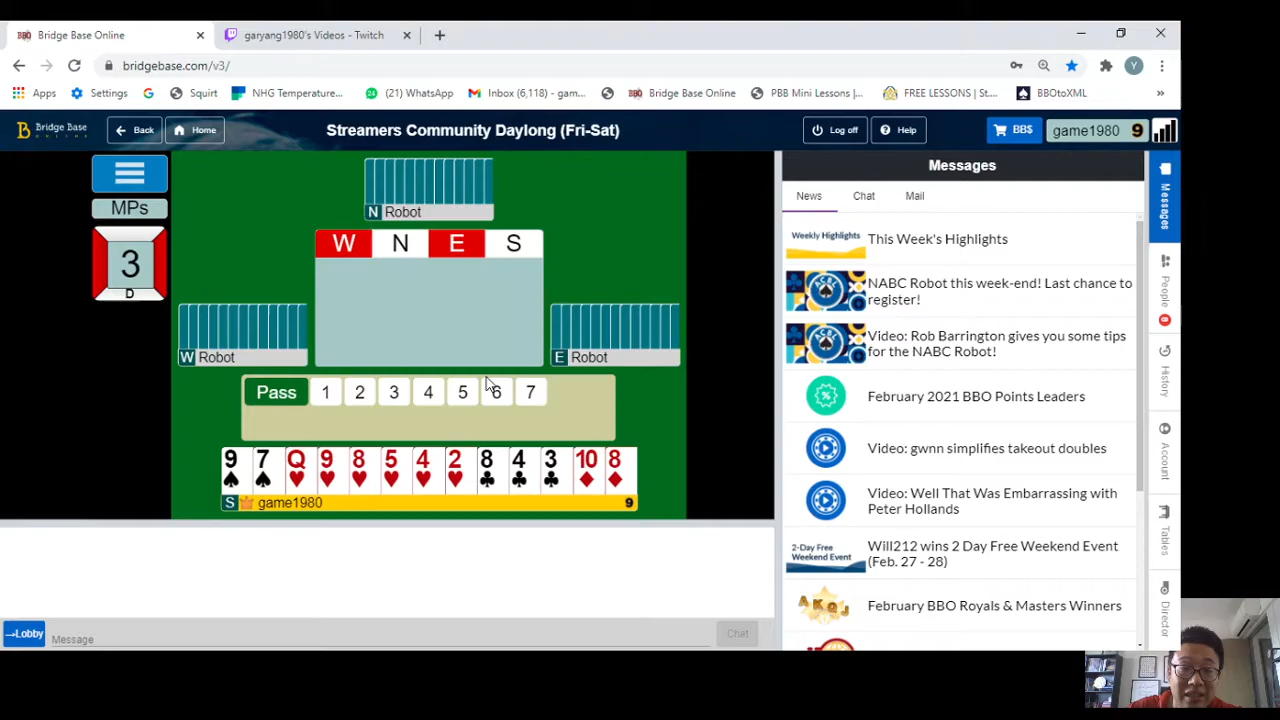 Bridge Base Online
garyang1980's Videos - Twitch
bridgebase.com/v3/
Y
Apps
Settings
G
Squirt
NHG Temperature...
(21) WhatsApp
Inbox (6,118) - gam...
Bridge Base Online
PBB Mini Lessons |...
FREE LESSONS | St...
BBOtoXML
»
Bridge Base
ONLINE
Back
Home
Streamers Community Daylong (Fri-Sat)
Log off
Help
BB$
game1980 9
MPs
3
D
N Robot
W N E S
W Robot
E Robot
Pass 1 2 3 4 5 6 7
9♠ 7♠ Q♥ 9♥ 8♥ 5♥ 4♥ 2♥ 8♣ 4♣ 3♣ 10♦ 8♦
S game1980 9
→Lobby
Message
Chat
Messages
News
Chat
Mail
Weekly Highlights
This Week's Highlights
NABC Robot this week-end! Last chance to
register!
Video: Rob Barrington gives you some tips
for the NABC Robot!
February 2021 BBO Points Leaders
Video: gwnn simplifies takeout doubles
Video: Well That Was Embarrassing with
Peter Hollands
2-Day Free
Weekend Event
Will212 wins 2 Day Free Weekend Event
(Feb. 27 - 28)
AKQJ
February BBO Royals & Masters Winners
Messages
People
History
Account
Tables
Director